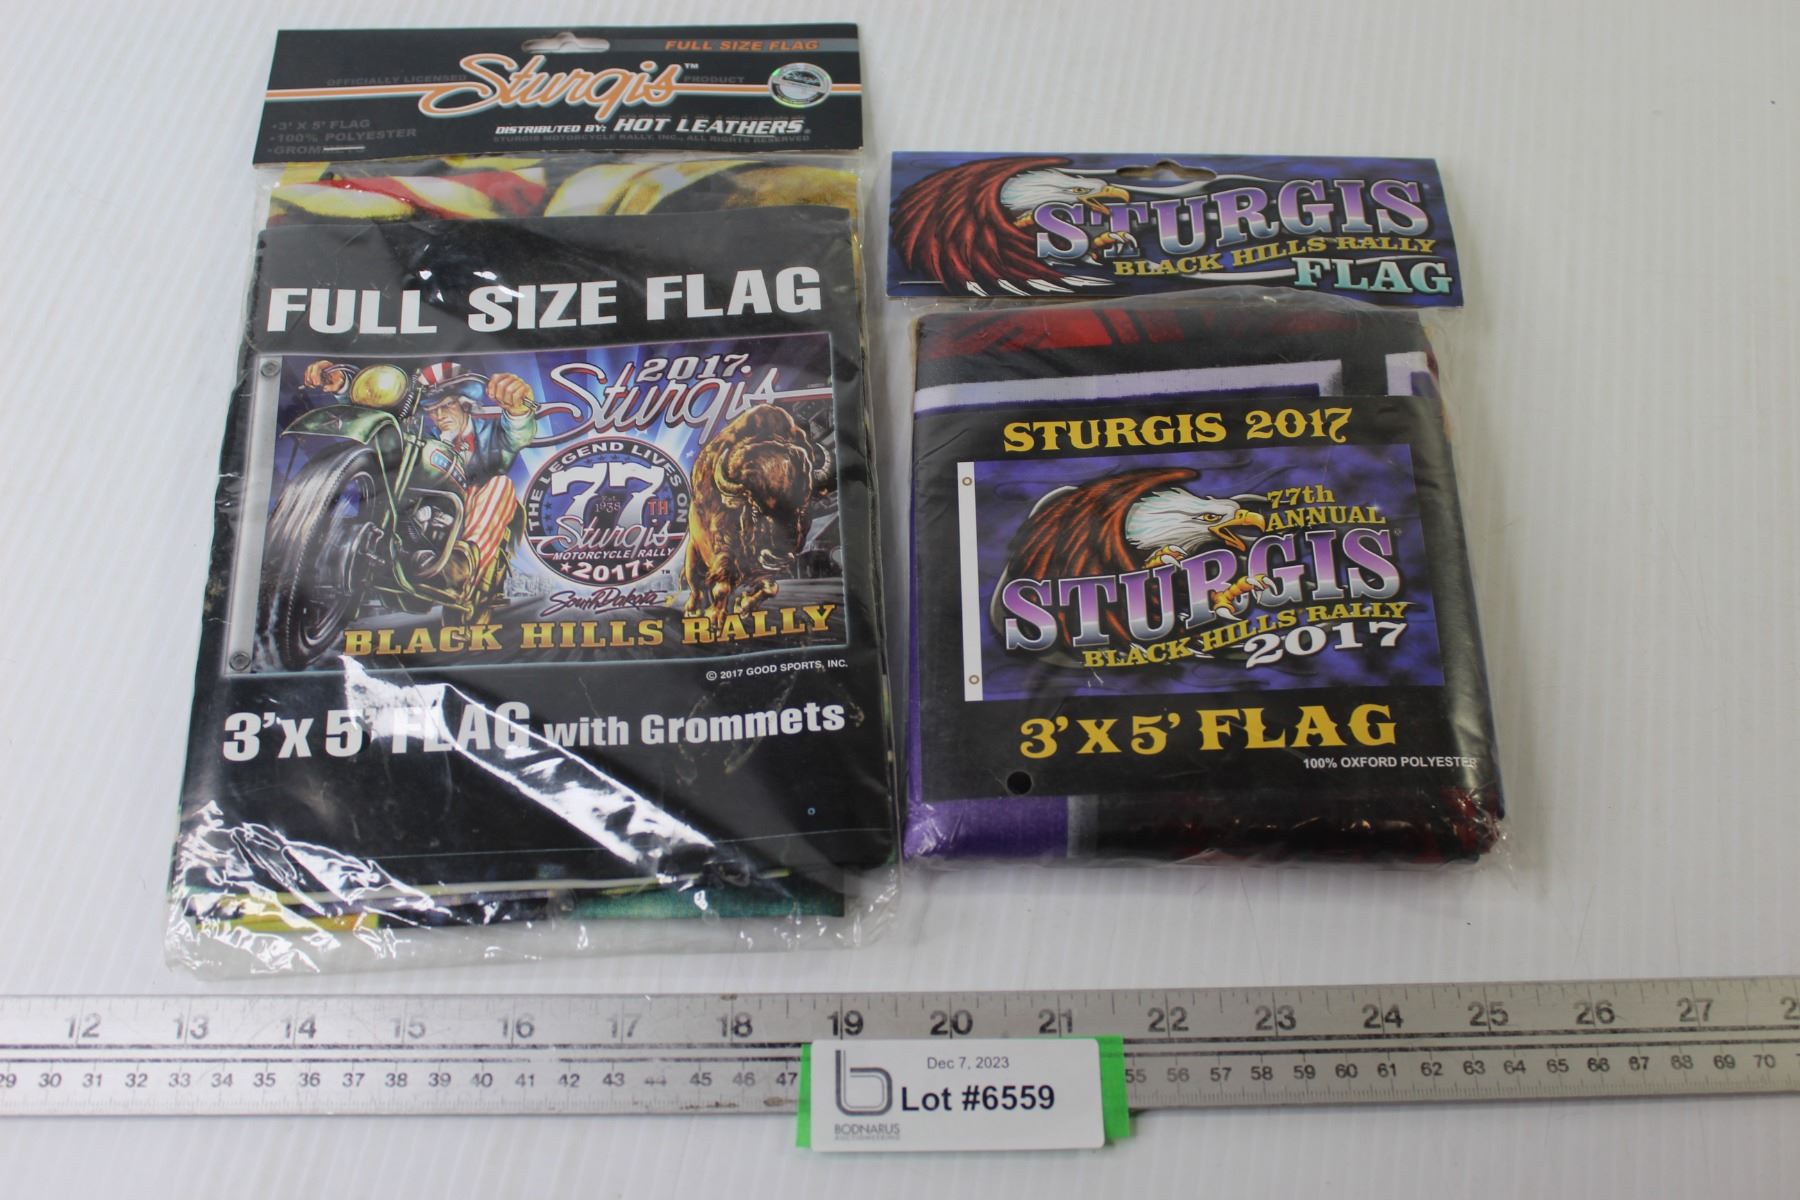 FULL SIZE FLAG
OFFICIALLY LICENSED PRODUCT
Sturgis™
•3' X 5' FLAG
•100% POLYESTER
•GROMMETS
DISTRIBUTED BY: HOT LEATHERS®
STURGIS MOTORCYCLE RALLY, INC., ALL RIGHTS RESERVED
FULL SIZE FLAG
2017
Sturgis
THE LEGEND LIVES ON
77TH
Est. 1938
Sturgis
MOTORCYCLE RALLY
★2017★™
South Dakota
BLACK HILLS RALLY
© 2017 GOOD SPORTS, INC.
3'x 5' FLAG with Grommets
STURGIS
BLACK HILLS RALLY
FLAG
STURGIS 2017
77th
ANNUAL
STURGIS®
BLACK HILLS RALLY
2017
3'x 5' FLAG
100% OXFORD POLYESTER
12 13 14 15 16 17 18 19 20 21 22 23 24 25 26 27
29 30 31 32 33 34 35 36 37 38 39 40 41 42 43 44 45 46 47 55 56 57 58 59 60 61 62 63 64 65 66 67 68 69 70
Dec 7, 2023
Lot #6559
BODNARUS
AUCTIONEERING